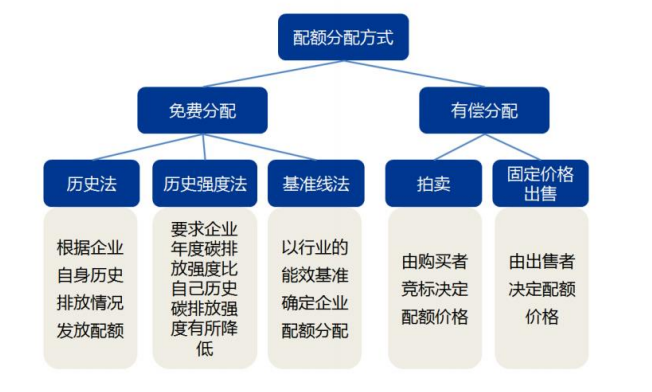 配额分配方式
免费分配
有偿分配
历史法
历史强度法
基准线法
拍卖
固定价格
出售
根据企业
自身历史
排放情况
发放配额
要求企业
年度碳排
放强度比
自己历史
碳排放强
度有所降
低
以行业的
能效基准
确定企业
配额分配
由购买者
竞标决定
配额价格
由出售者
决定配额
价格